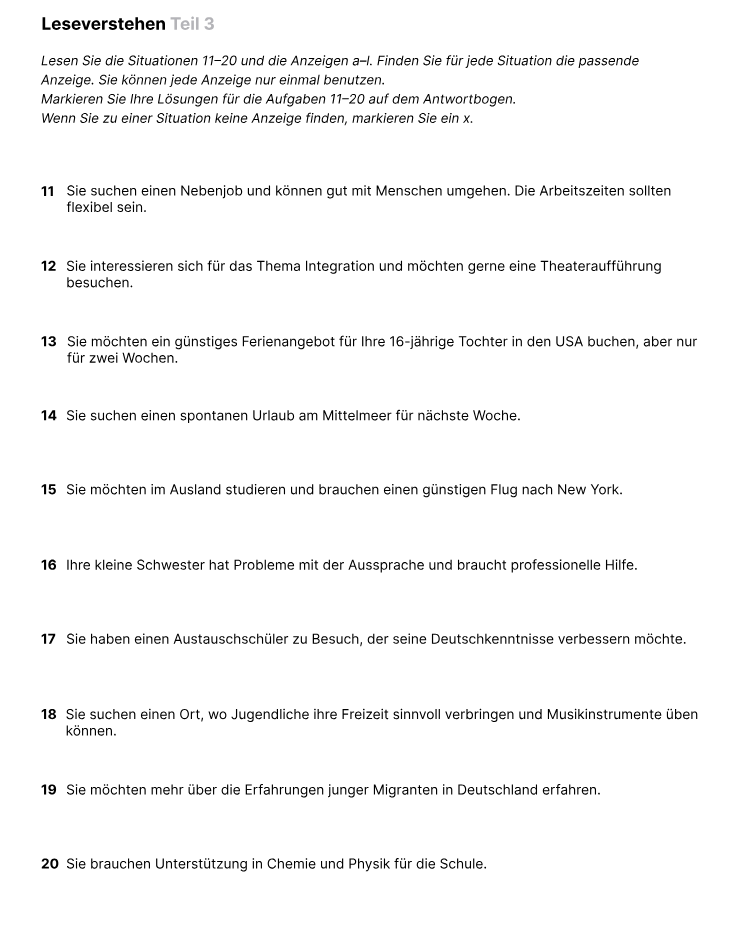 Leseverstehen Teil 3
Lesen Sie die Situationen 11–20 und die Anzeigen a–l. Finden Sie für jede Situation die passende
Anzeige. Sie können jede Anzeige nur einmal benutzen.
Markieren Sie Ihre Lösungen für die Aufgaben 11–20 auf dem Antwortbogen.
Wenn Sie zu einer Situation keine Anzeige finden, markieren Sie ein x.
11 Sie suchen einen Nebenjob und können gut mit Menschen umgehen. Die Arbeitszeiten sollten
flexibel sein.
12 Sie interessieren sich für das Thema Integration und möchten gerne eine Theateraufführung
besuchen.
13 Sie möchten ein günstiges Ferienangebot für Ihre 16-jährige Tochter in den USA buchen, aber nur
für zwei Wochen.
14 Sie suchen einen spontanen Urlaub am Mittelmeer für nächste Woche.
15 Sie möchten im Ausland studieren und brauchen einen günstigen Flug nach New York.
16 Ihre kleine Schwester hat Probleme mit der Aussprache und braucht professionelle Hilfe.
17 Sie haben einen Austauschschüler zu Besuch, der seine Deutschkenntnisse verbessern möchte.
18 Sie suchen einen Ort, wo Jugendliche ihre Freizeit sinnvoll verbringen und Musikinstrumente üben
können.
19 Sie möchten mehr über die Erfahrungen junger Migranten in Deutschland erfahren.
20 Sie brauchen Unterstützung in Chemie und Physik für die Schule.